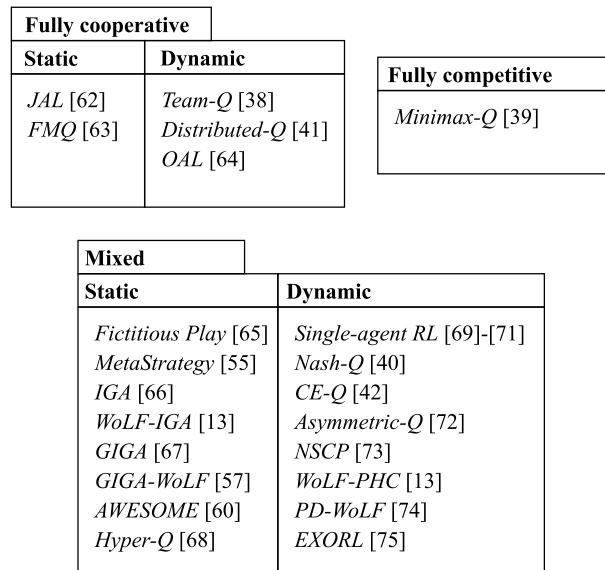 Fully cooperative
Static Dynamic
JAL [62] Team-Q [38]
FMQ [63] Distributed-Q [41]
OAL [64]
Fully competitive
Minimax-Q [39]
Mixed
Static Dynamic
Fictitious Play [65] Single-agent RL [69]-[71]
MetaStrategy [55] Nash-Q [40]
IGA [66] CE-Q [42]
WoLF-IGA [13] Asymmetric-Q [72]
GIGA [67] NSCP [73]
GIGA-WoLF [57] WoLF-PHC [13]
AWESOME [60] PD-WoLF [74]
Hyper-Q [68] EXORL [75]